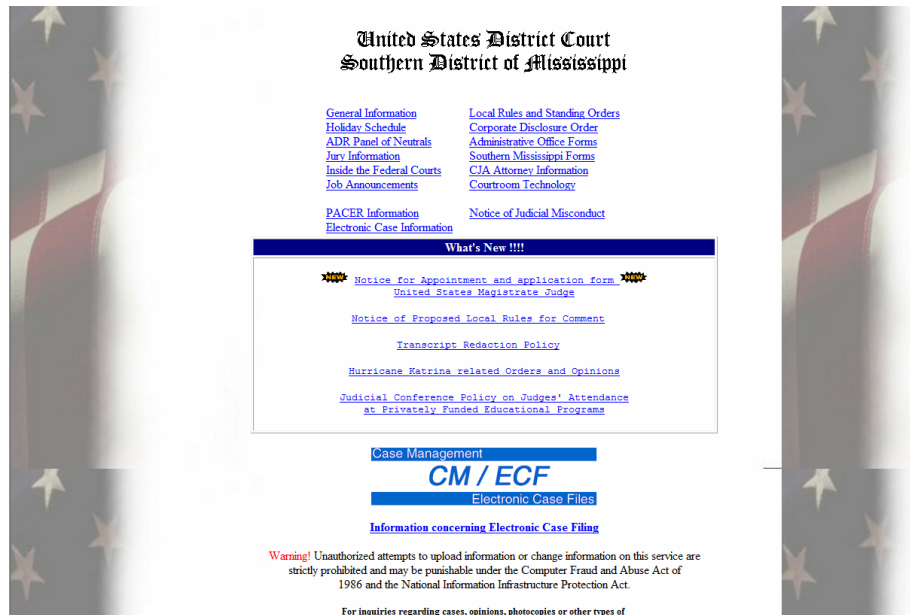 United States District Court
Southern District of Mississippi
General Information
Holiday Schedule
ADR Panel of Neutrals
Jury Information
Inside the Federal Courts
Job Announcements
Local Rules and Standing Orders
Corporate Disclosure Order
Administrative Office Forms
Southern Mississippi Forms
CJA Attorney Information
Courtroom Technology
PACER Information
Electronic Case Information
Notice of Judicial Misconduct
What's New !!!!
NEW Notice for Appointment and application form NEW
United States Magistrate Judge
Notice of Proposed Local Rules for Comment
Transcript Redaction Policy
Hurricane Katrina related Orders and Opinions
Judicial Conference Policy on Judges' Attendance
at Privately Funded Educational Programs
Case Management
CM / ECF
Electronic Case Files
Information concerning Electronic Case Filing
Warning! Unauthorized attempts to upload information or change information on this service are
strictly prohibited and may be punishable under the Computer Fraud and Abuse Act of
1986 and the National Information Infrastructure Protection Act.
For inquiries regarding cases, opinions, photocopies or other types of